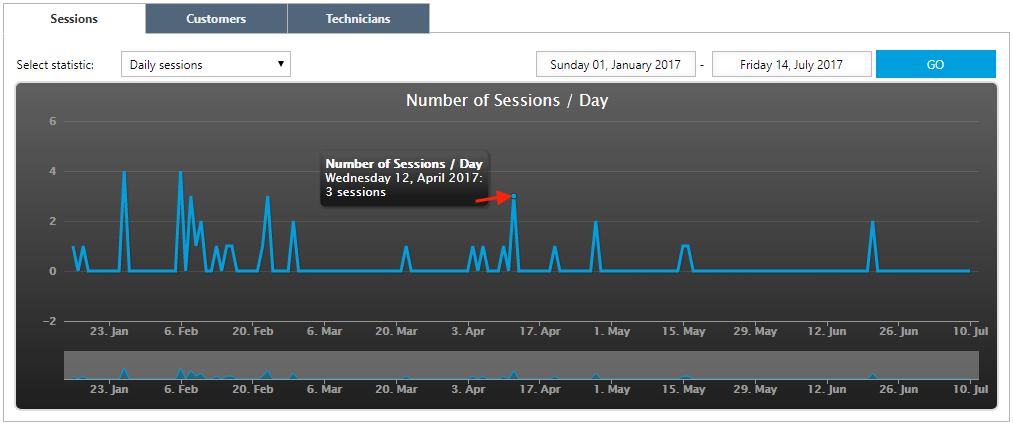 Sessions Customers Technicians
Select statistic: Daily sessions Sunday 01, January 2017 - Friday 14, July 2017 GO
Number of Sessions / Day
6
4
Number of Sessions / Day
Wednesday 12, April 2017:
3 sessions
2
0
-2
23. Jan 6. Feb 20. Feb 6. Mar 20. Mar 3. Apr 17. Apr 1. May 15. May 29. May 12. Jun 26. Jun 10. Jul
23. Jan 6. Feb 20. Feb 6. Mar 20. Mar 3. Apr 17. Apr 1. May 15. May 29. May 12. Jun 26. Jun 10. Jul